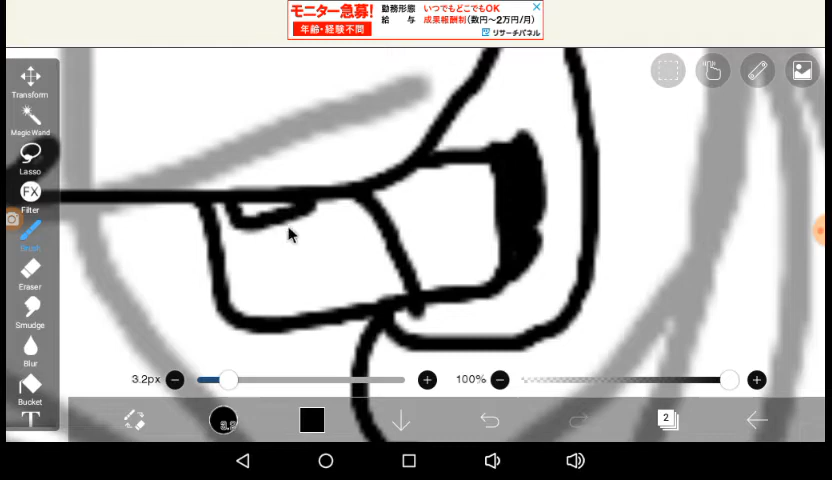 モニター急募!
年齢・経験不問
勤務形態 いつでもどこでもOK
給 与 成果報酬制(数円~2万円/月)
リサーチパネル
Transform
Magic Wand
Lasso
FX
Filter
Brush
Eraser
Smudge
Blur
Bucket
T
3.2px
100%
3.2
2